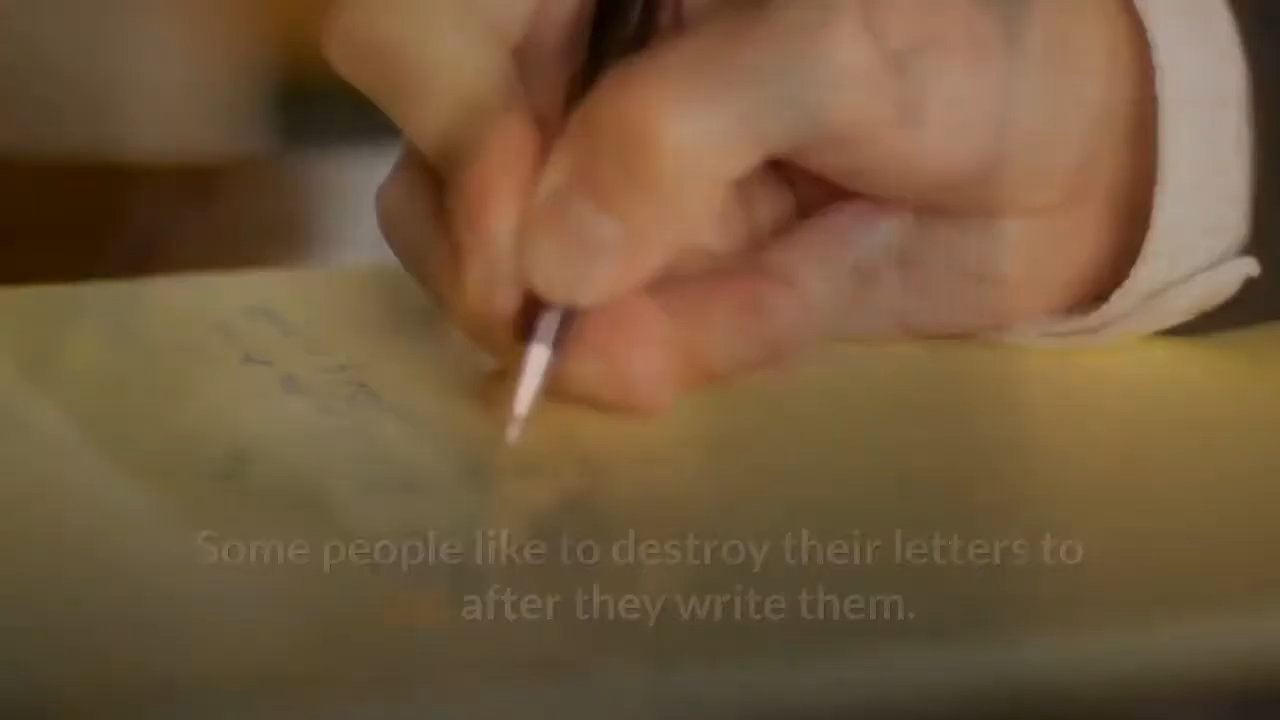 Some people like to destroy their letters to
after they write them.